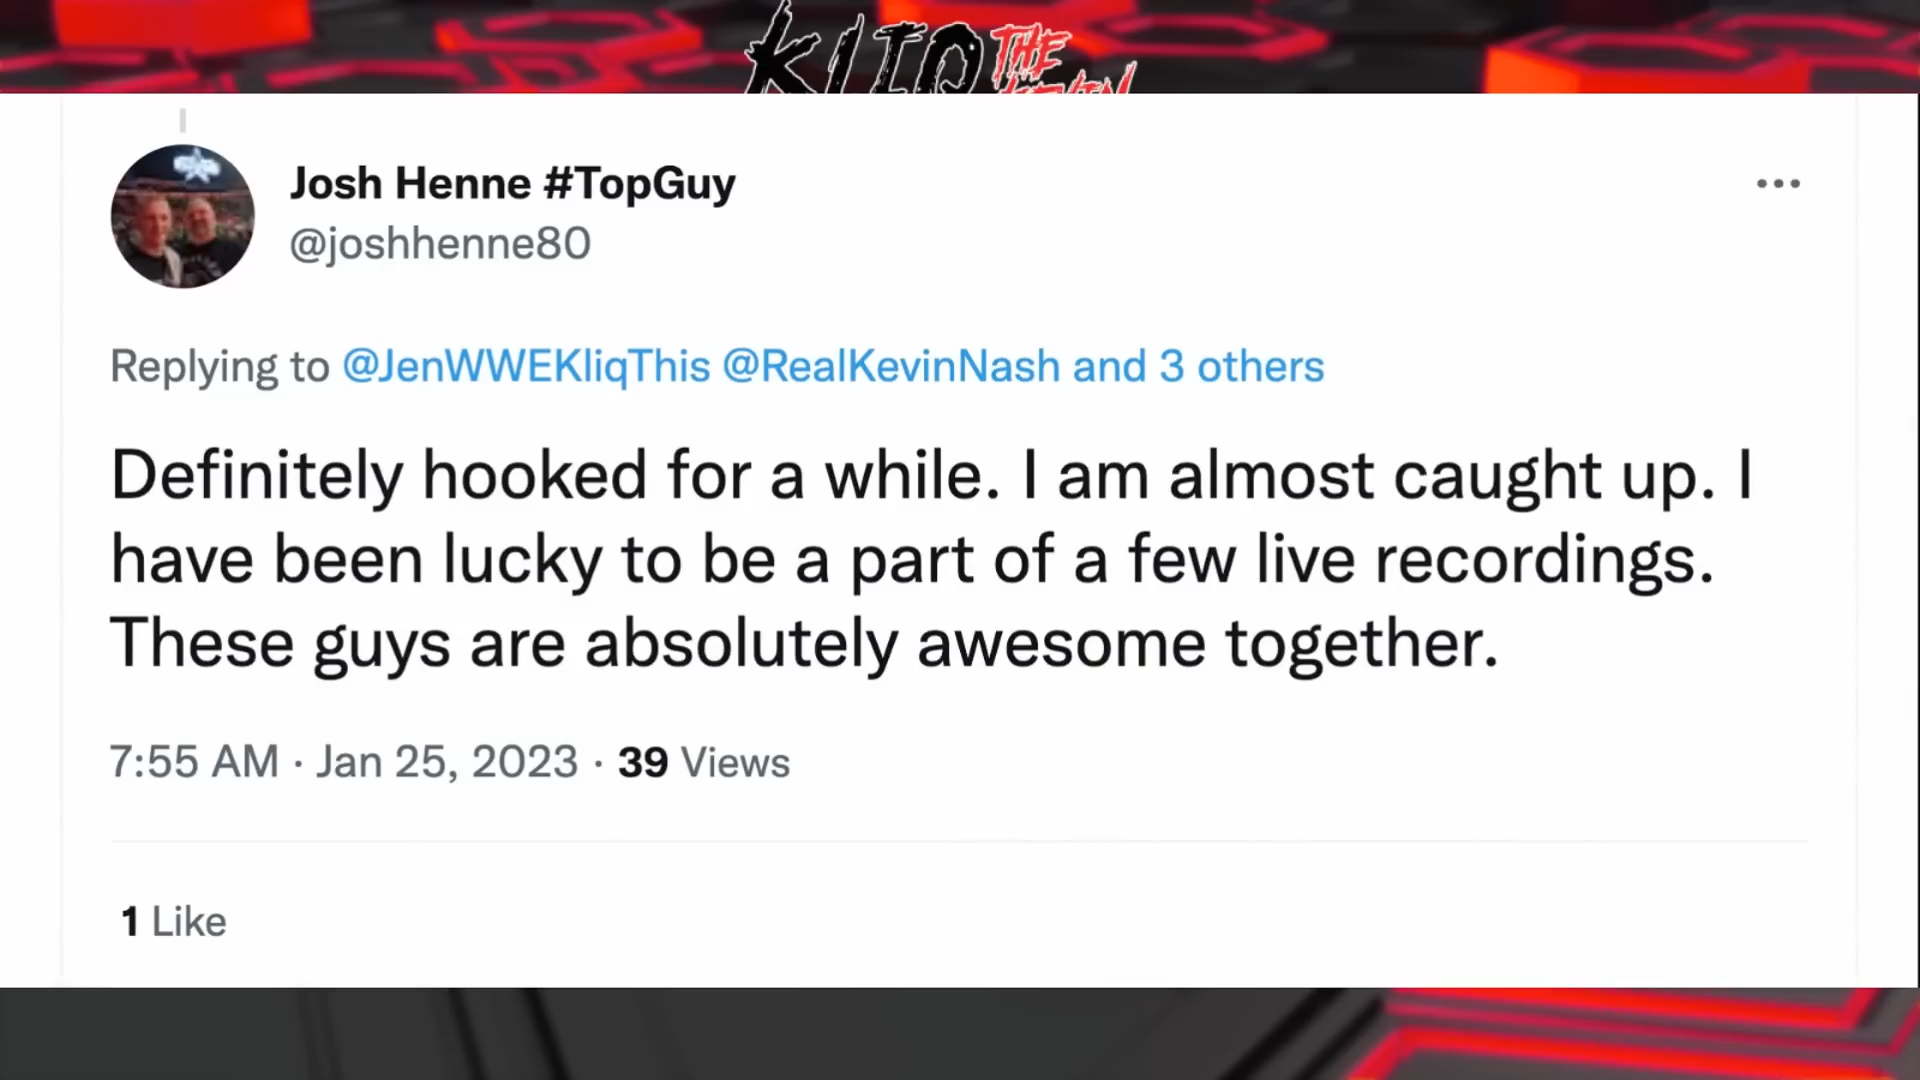 KLIQ THE
Josh Henne #TopGuy
@joshhenne80
Replying to @JenWWEKliqThis @RealKevinNash and 3 others
Definitely hooked for a while. I am almost caught up. I
have been lucky to be a part of a few live recordings.
These guys are absolutely awesome together.
7:55 AM · Jan 25, 2023 · 39 Views
1 Like